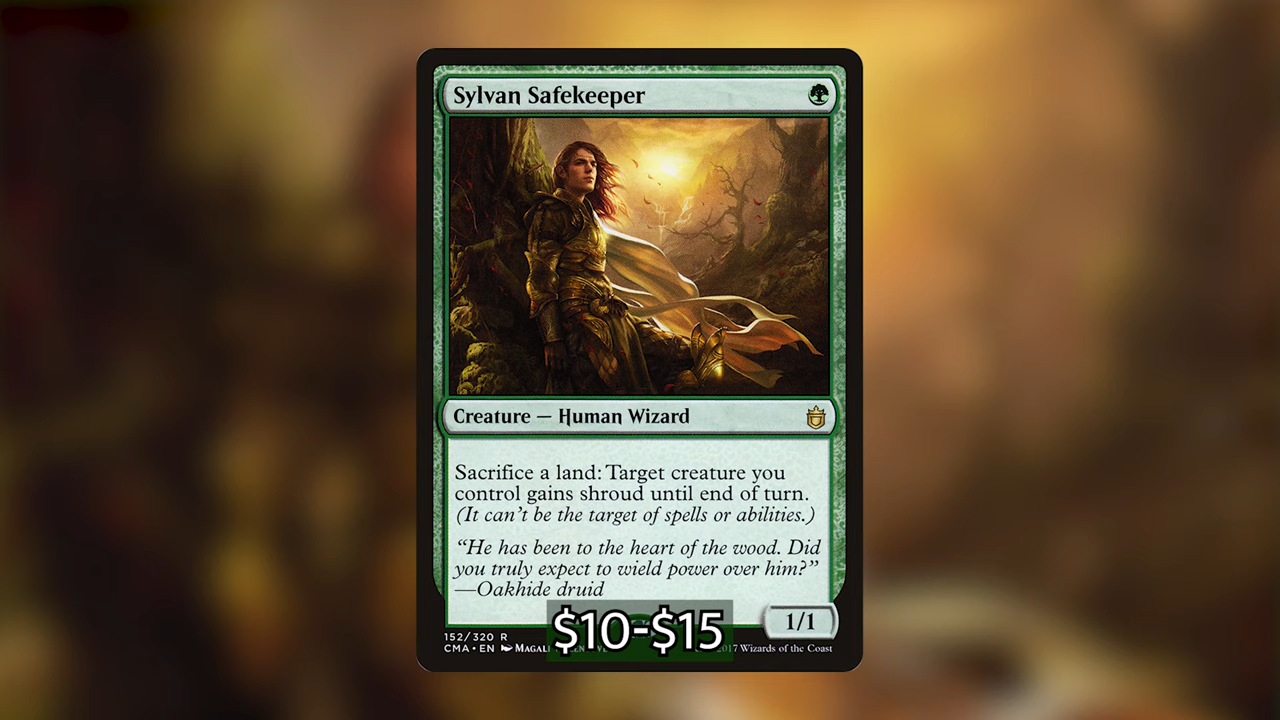 Sylvan Safekeeper
Creature — Human Wizard
Sacrifice a land: Target creature you
control gains shroud until end of turn.
(It can't be the target of spells or abilities.)
"He has been to the heart of the wood. Did
you truly expect to wield power over him?"
—Oakhide druid
$10-$15
1/1
152/320 R
CMA • EN
Wizards of the Coast